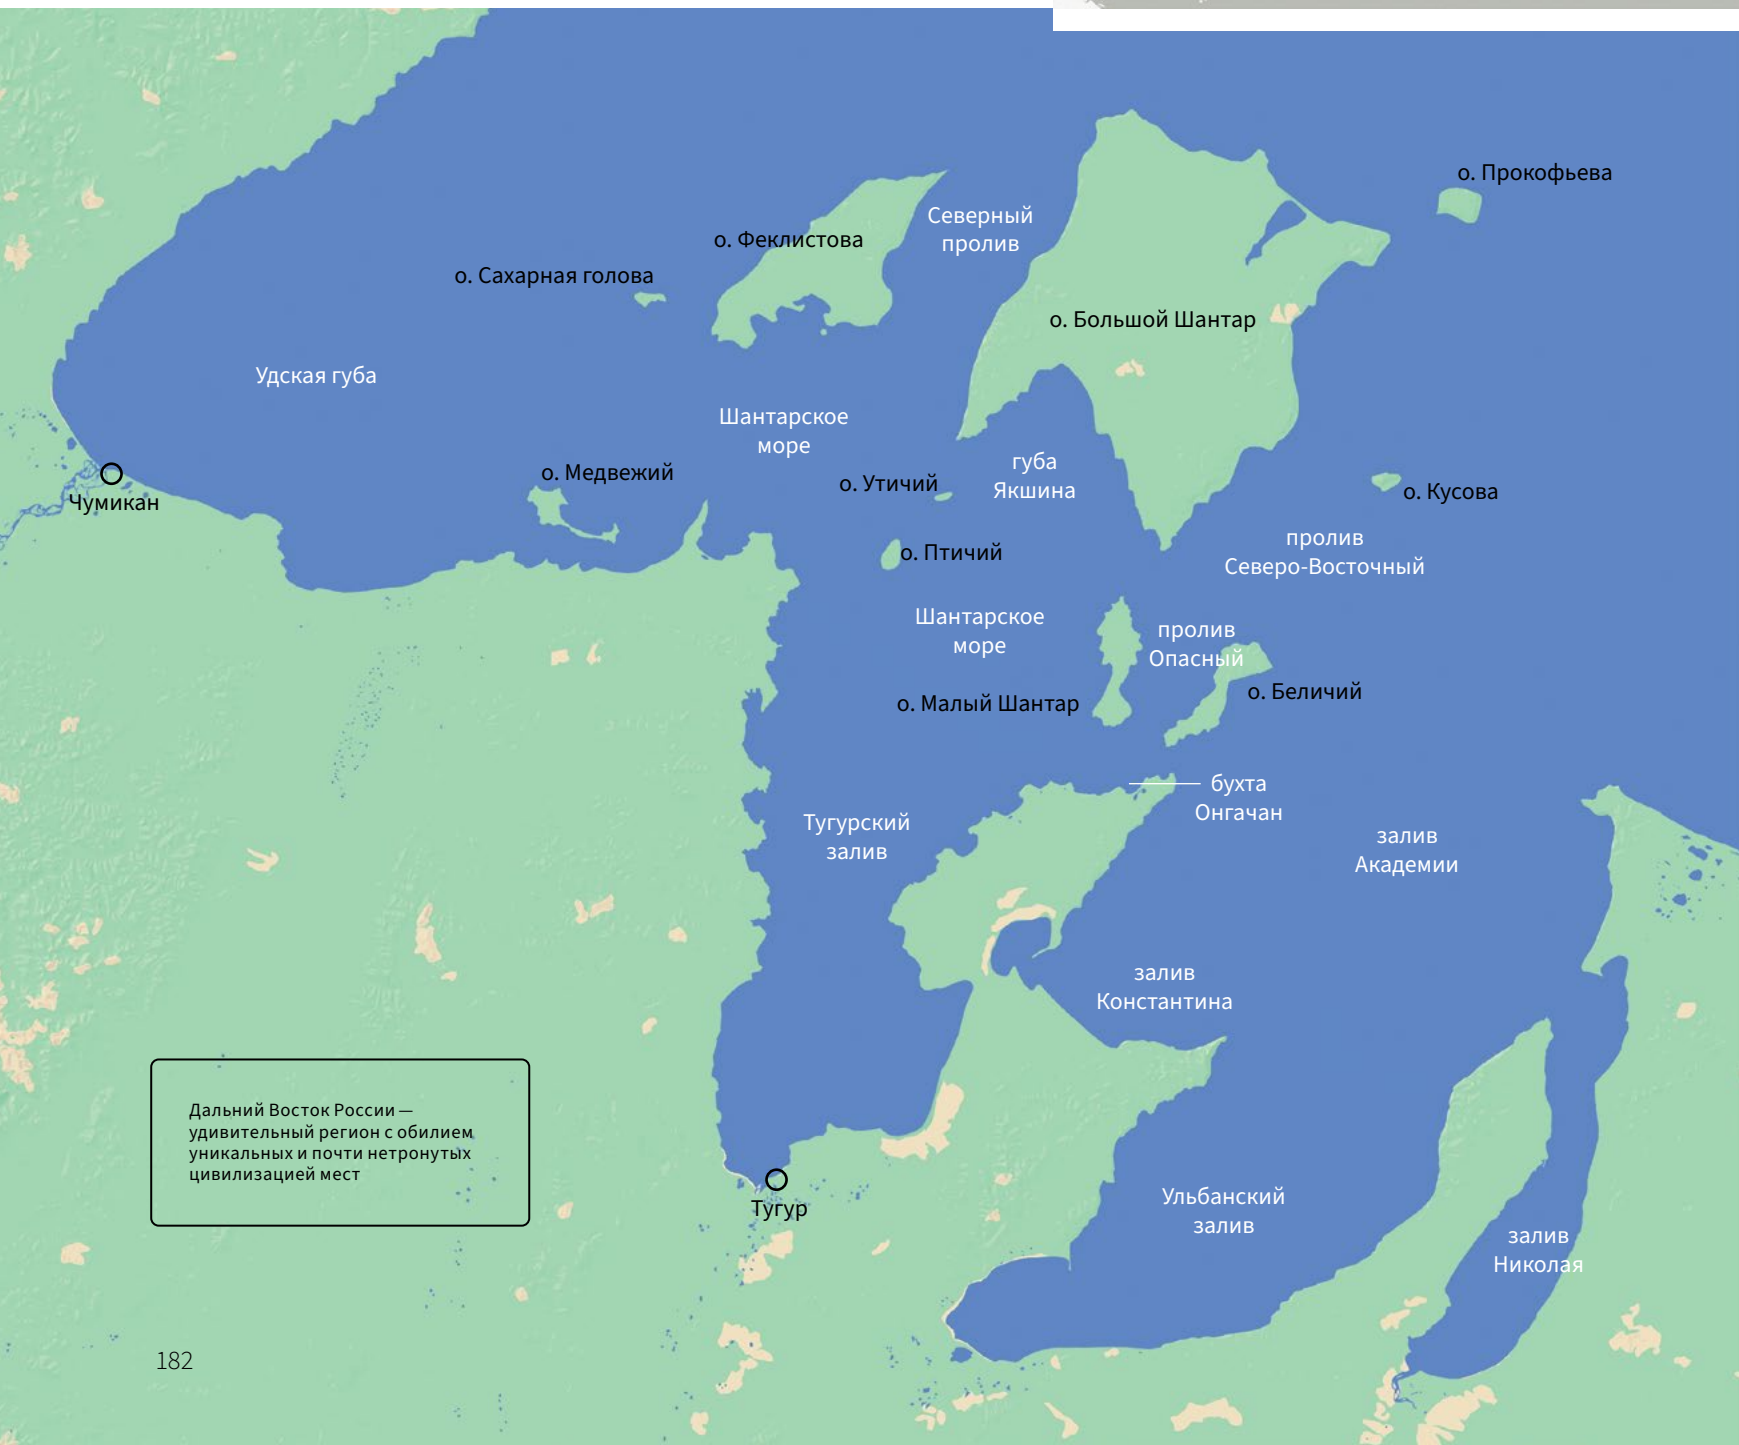 о. Прокофьева
Северный
пролив
о. Феклистова
о. Сахарная голова
о. Большой Шантар
Удская губа
Шантарское
море
губа
Якшина
о. Медвежий
о. Утичий
о. Кусова
Чумикан
пролив
Северо-Восточный
о. Птичий
Шантарское
море
пролив
Опасный
о. Беличий
о. Малый Шантар
бухта
Онгачан
Тугурский
залив
залив
Академии
залив
Константина
Дальний Восток России —
удивительный регион с обилием
уникальных и почти нетронутых
цивилизацией мест
Тугур
Ульбанский
залив
залив
Николая
182